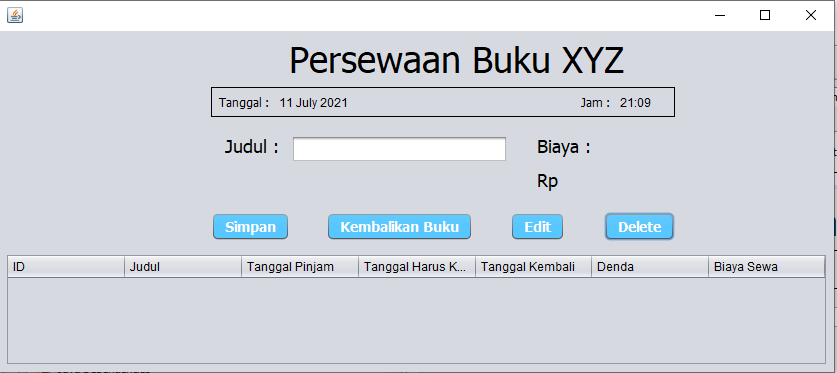 Persewaan Buku XYZ
Tanggal : 11 July 2021 Jam : 21:09
Judul : Biaya :
Rp
Simpan Kembalikan Buku Edit Delete
ID Judul Tanggal Pinjam Tanggal Harus K... Tanggal Kembali Denda Biaya Sewa